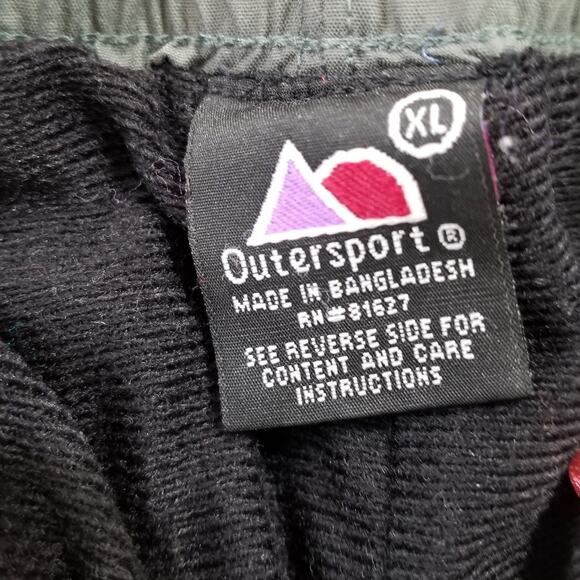 XL
Outersport ®
MADE IN BANGLADESH
RN#81627
SEE REVERSE SIDE FOR
CONTENT AND CARE
INSTRUCTIONS